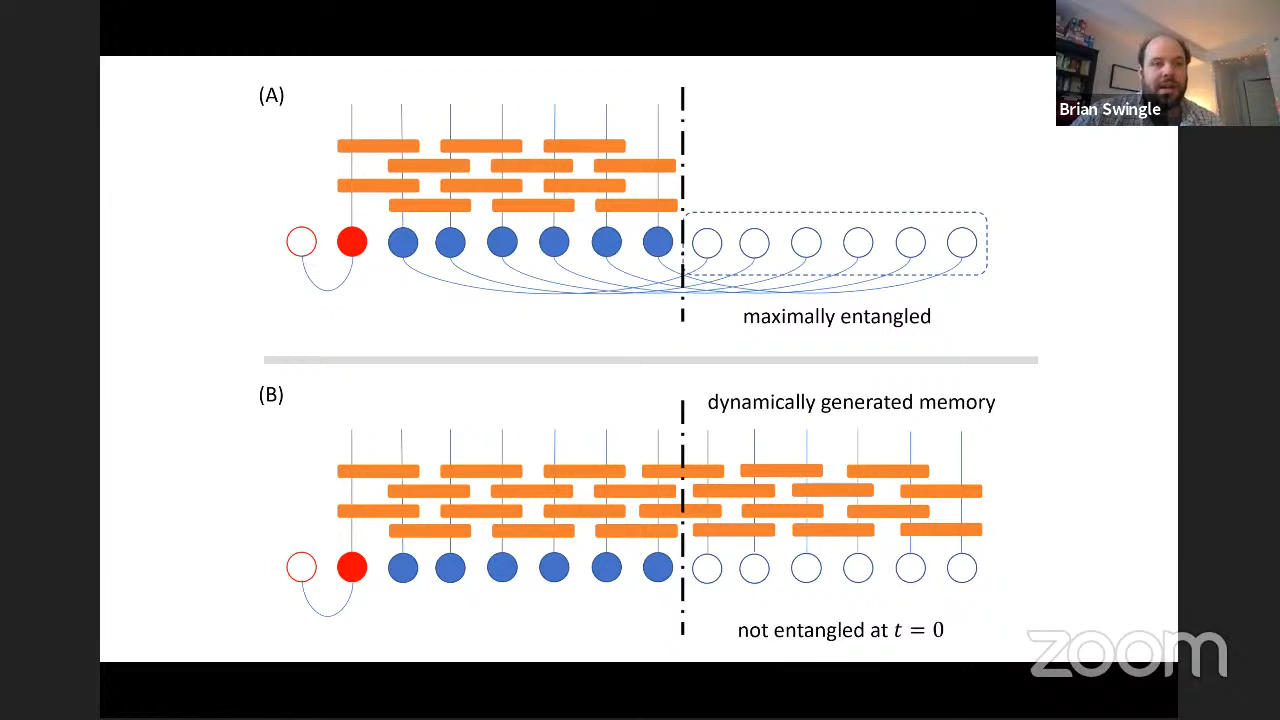 (A)
Brian Swingle
maximally entangled
(B)
dynamically generated memory
not entangled at 𝑡 = 0
zoom